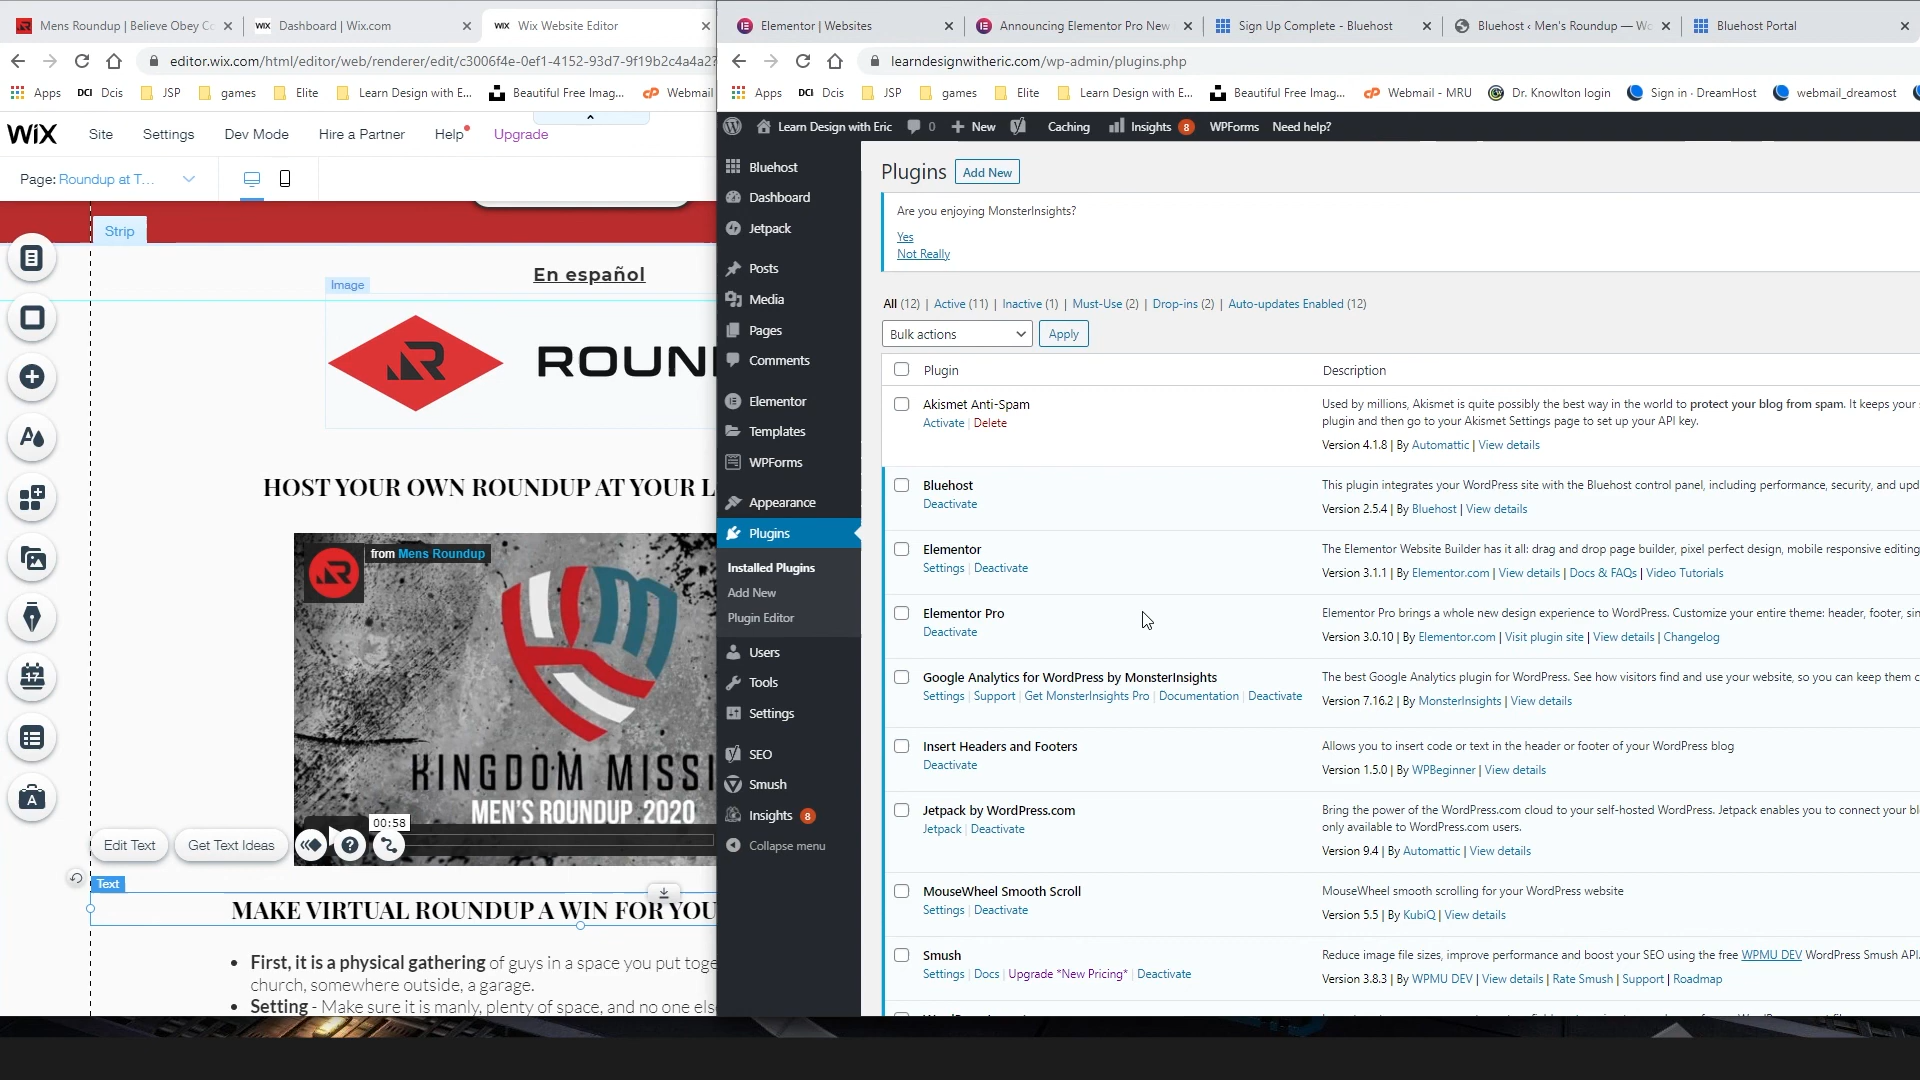 Mens Roundup | Believe Obey Co
Dashboard | Wix.com
WIX Wix Website Editor
editor.wix.com/html/editor/web/renderer/edit/c3006f4e-0ef1-4152-93d7-9f19b2c4a4a2?
Apps DCI Dcis JSP games Elite Learn Design with E... Beautiful Free Imag... Webmail
WIX Site Settings Dev Mode Hire a Partner Help Upgrade
Page: Roundup at T...
Strip
En español
Image
ROUN
HOST YOUR OWN ROUNDUP AT YOUR L
from Mens Roundup
KINGDOM MISSI
MEN'S ROUNDUP 2020
00:58
Edit Text Get Text Ideas
Text
MAKE VIRTUAL ROUNDUP A WIN FOR YOU
• First, it is a physical gathering of guys in a space you put toge
church, somewhere outside, a garage.
• Setting - Make sure it is manly, plenty of space, and no one els
17
A
Elementor | Websites
Announcing Elementor Pro New
Sign Up Complete - Bluehost
Bluehost ‹ Men's Roundup — Wo
Bluehost Portal
learndesignwitheric.com/wp-admin/plugins.php
Apps DCI Dcis JSP games Elite Learn Design with E... Beautiful Free Imag... Webmail - MRU Dr. Knowlton login Sign in · DreamHost webmail_dreamost
Learn Design with Eric 0 New Caching Insights 8 WPForms Need help?
Bluehost
Dashboard
Jetpack
Posts
Media
Pages
Comments
Elementor
Templates
WPForms
Appearance
Plugins
Installed Plugins
Add New
Plugin Editor
Users
Tools
Settings
SEO
Smush
Insights 8
Collapse menu
Plugins Add New
Are you enjoying MonsterInsights?
Yes
Not Really
All (12) | Active (11) | Inactive (1) | Must-Use (2) | Drop-ins (2) | Auto-updates Enabled (12)
Bulk actions Apply
Plugin Description
Akismet Anti-Spam
Activate | Delete
Used by millions, Akismet is quite possibly the best way in the world to protect your blog from spam. It keeps your
plugin and then go to your Akismet Settings page to set up your API key.
Version 4.1.8 | By Automattic | View details
Bluehost
Deactivate
This plugin integrates your WordPress site with the Bluehost control panel, including performance, security, and upd
Version 2.5.4 | By Bluehost | View details
Elementor
Settings | Deactivate
The Elementor Website Builder has it all: drag and drop page builder, pixel perfect design, mobile responsive editing
Version 3.1.1 | By Elementor.com | View details | Docs & FAQs | Video Tutorials
Elementor Pro
Deactivate
Elementor Pro brings a whole new design experience to WordPress. Customize your entire theme: header, footer, sin
Version 3.0.10 | By Elementor.com | Visit plugin site | View details | Changelog
Google Analytics for WordPress by MonsterInsights
Settings | Support | Get MonsterInsights Pro | Documentation | Deactivate
The best Google Analytics plugin for WordPress. See how visitors find and use your website, so you can keep them c
Version 7.16.2 | By MonsterInsights | View details
Insert Headers and Footers
Deactivate
Allows you to insert code or text in the header or footer of your WordPress blog
Version 1.5.0 | By WPBeginner | View details
Jetpack by WordPress.com
Jetpack | Deactivate
Bring the power of the WordPress.com cloud to your self-hosted WordPress. Jetpack enables you to connect your bl
only available to WordPress.com users.
Version 9.4 | By Automattic | View details
MouseWheel Smooth Scroll
Settings | Deactivate
MouseWheel smooth scrolling for your WordPress website
Version 5.5 | By KubiQ | View details
Smush
Settings | Docs | Upgrade *New Pricing* | Deactivate
Reduce image file sizes, improve performance and boost your SEO using the free WPMU DEV WordPress Smush API.
Version 3.8.3 | By WPMU DEV | View details | Rate Smush | Support | Roadmap